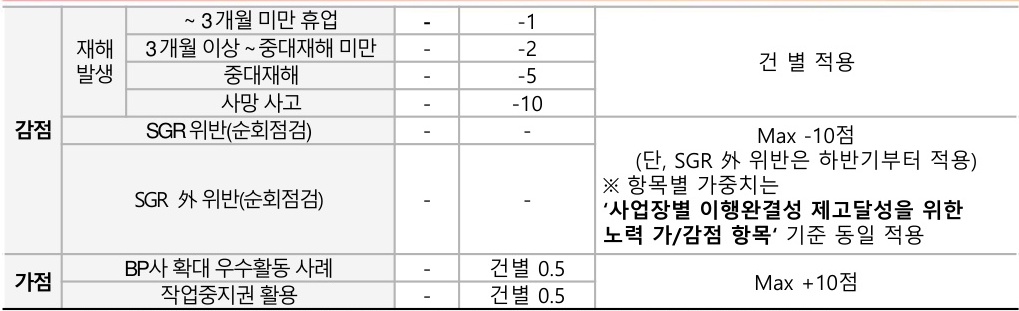 감점
재해
발생
~ 3개월 미만 휴업 - -1
3개월 이상 ~ 중대재해 미만 - -2
중대재해 - -5
사망 사고 - -10
건 별 적용
SGR 위반(순회점검) - -
SGR 外 위반(순회점검) - -
Max -10점
(단, SGR 外 위반은 하반기부터 적용)
※ 항목별 가중치는
‘사업장별 이행완결성 제고달성을 위한
노력 가/감점 항목‘ 기준 동일 적용
가점
BP사 확대 우수활동 사례 - 건별 0.5
작업중지권 활용 - 건별 0.5
Max +10점